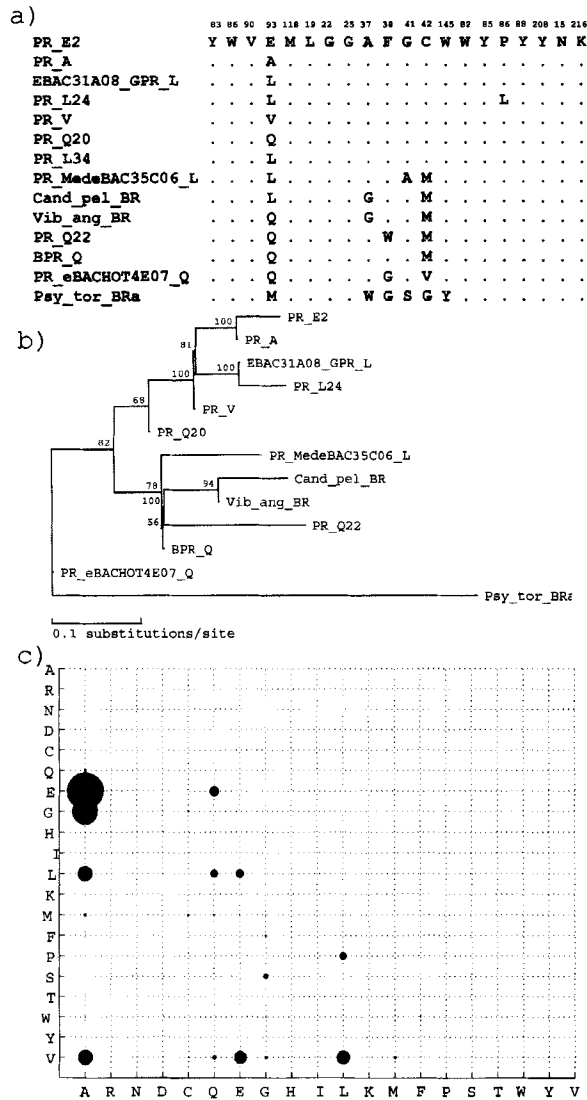 a)
83 86 90 93 118 19 22 25 37 38 41 42 145 82 85 86 88 208 15 216
PR_E2 Y W V E M L G G A F G C W W Y P Y Y N K
PR_A . . . A . . . . . . . . . . . . . . . .
EBAC31A08_GPR_L . . . L . . . . . . . . . . . . . . . .
PR_L24 . . . L . . . . . . . . . . . L . . . .
PR_V . . . V . . . . . . . . . . . . . . . .
PR_Q20 . . . Q . . . . . . . . . . . . . . . .
PR_L34 . . . L . . . . . . . . . . . . . . . .
PR_MedeBAC35C06_L . . . L . . . . . . A M . . . . . . . .
Cand_pel_BR . . . L . . . . G . . M . . . . . . . .
Vib_ang_BR . . . Q . . . . G . . M . . . . . . . .
PR_Q22 . . . Q . . . . . W . M . . . . . . . .
BPR_Q . . . Q . . . . . . . M . . . . . . . .
PR_eBACHOT4E07_Q . . . Q . . . . . G . V . . . . . . . .
Psy_tor_BRa . . . M . . . . W G S G Y . . . . . . .
b)
100 PR_E2
81
PR_A
EBAC31A08_GPR_L
100 100
PR_L24
68 PR_V
PR_Q20
82
PR_MedeBAC35C06_L
78 94 Cand_pel_BR
100 Vib_ang_BR
56 PR_Q22
BPR_Q
PR_eBACHOT4E07_Q
Psy_tor_BRa
0.1 substitutions/site
c)
A
R
N
D
C
Q
E
G
H
I
L
K
M
F
P
S
T
W
Y
V
A R N D C Q E G H I L K M F P S T W Y V